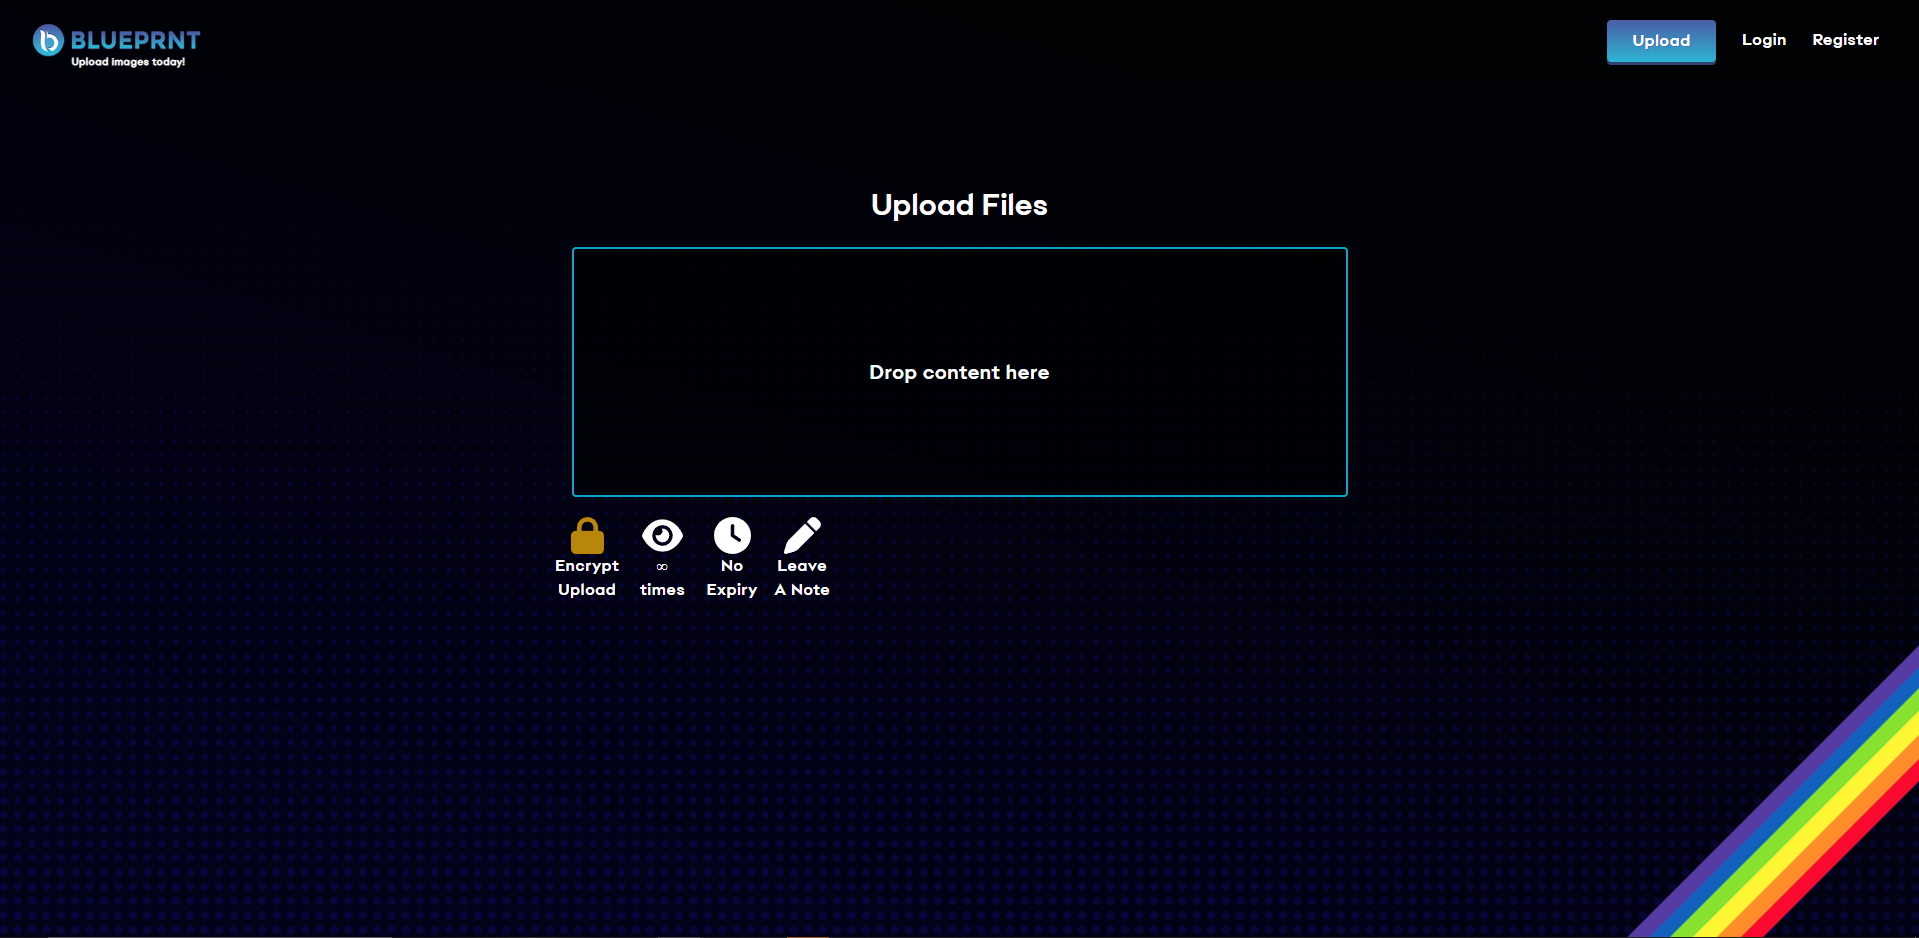 BLUEPRNT
Upload images today!
Upload
Login
Register
Upload Files
Drop content here
Encrypt
Upload
∞
times
No
Expiry
Leave
A Note